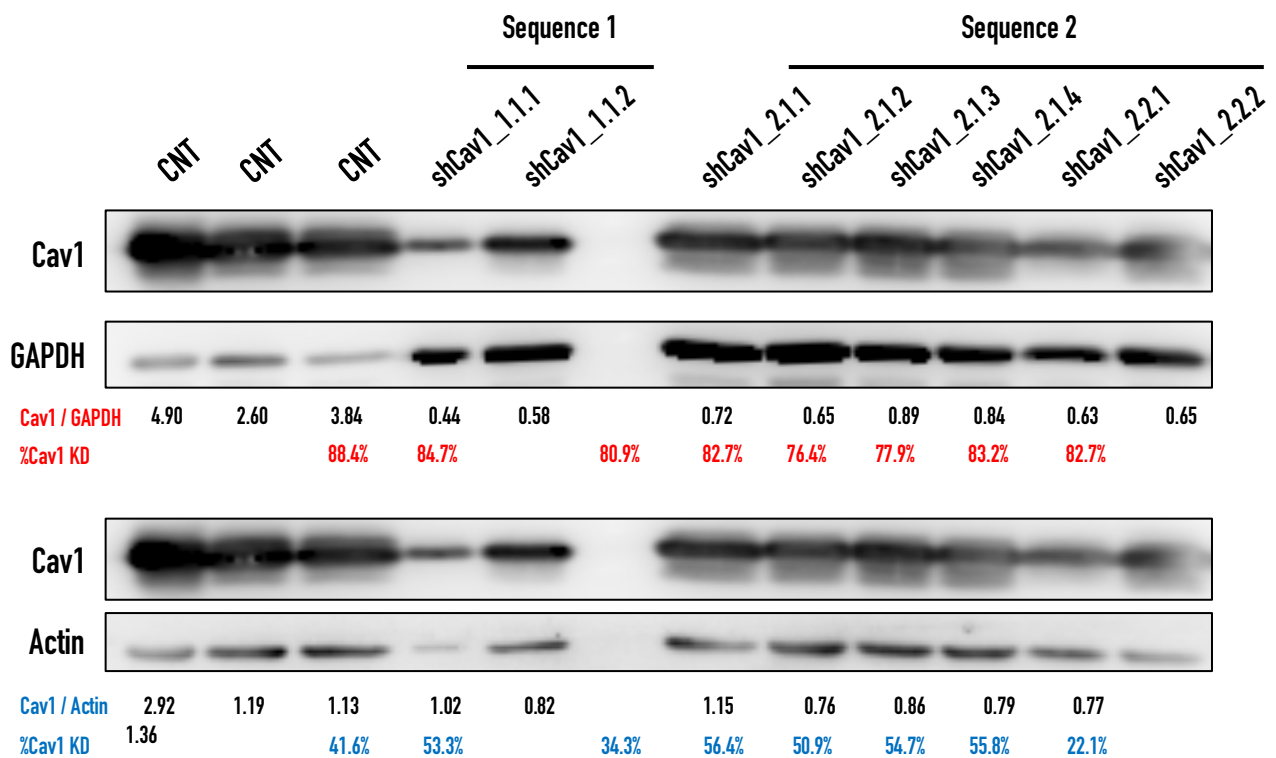 Sequence 1 Sequence 2
CNT CNT CNT shCav1_1.1.1 shCav1_1.1.2 shCav1_2.1.1 shCav1_2.1.2 shCav1_2.1.3 shCav1_2.1.4 shCav1_2.2.1 shCav1_2.2.2
Cav1
GAPDH
Cav1 / GAPDH 4.90 2.60 3.84 0.44 0.58 0.72 0.65 0.89 0.84 0.63 0.65
%Cav1 KD 88.4% 84.7% 80.9% 82.7% 76.4% 77.9% 83.2% 82.7%
Cav1
Actin
Cav1 / Actin 2.92 1.19 1.13 1.02 0.82 1.15 0.76 0.86 0.79 0.77
1.36
%Cav1 KD 41.6% 53.3% 34.3% 56.4% 50.9% 54.7% 55.8% 22.1%